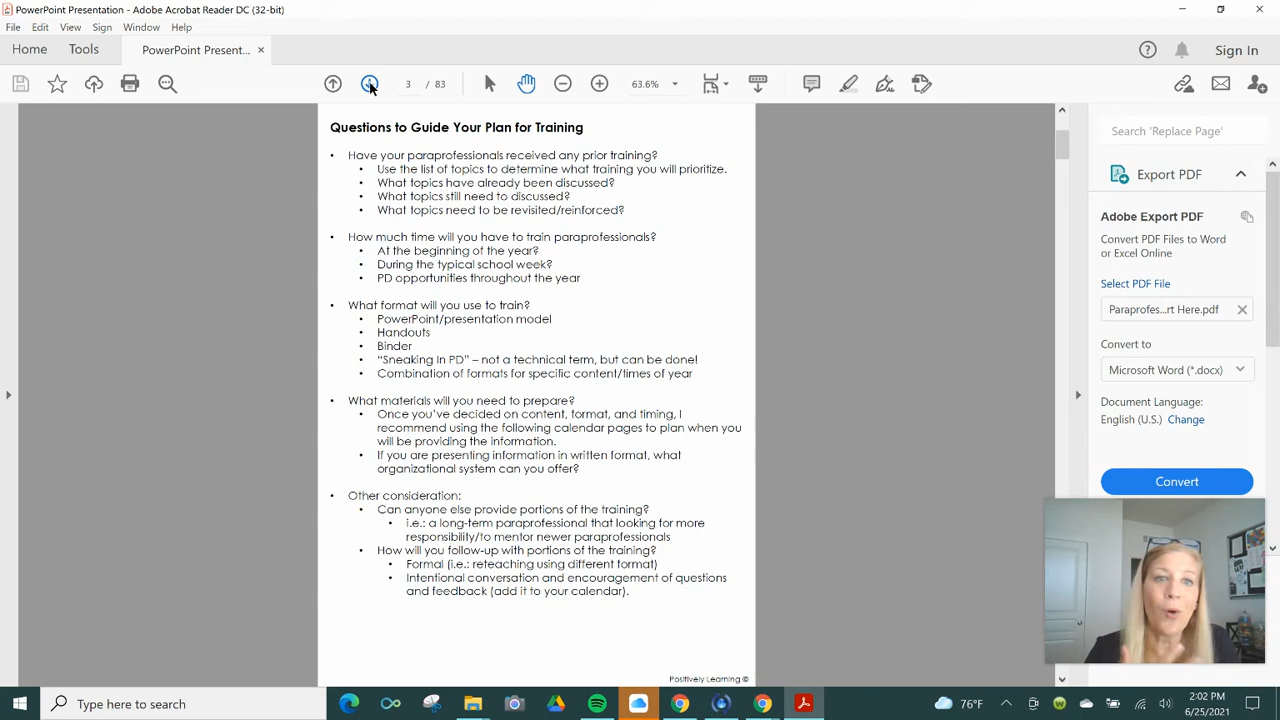 PowerPoint Presentation - Adobe Acrobat Reader DC (32-bit)
File Edit View Sign Window Help
Home Tools PowerPoint Present... × Sign In
3 / 83 63.6%
Questions to Guide Your Plan for Training
• Have your paraprofessionals received any prior training?
• Use the list of topics to determine what training you will prioritize.
• What topics have already been discussed?
• What topics still need to discussed?
• What topics need to be revisited/reinforced?
• How much time will you have to train paraprofessionals?
• At the beginning of the year?
• During the typical school week?
• PD opportunities throughout the year
• What format will you use to train?
• PowerPoint/presentation model
• Handouts
• Binder
• “Sneaking In PD” – not a technical term, but can be done!
• Combination of formats for specific content/times of year
• What materials will you need to prepare?
• Once you’ve decided on content, format, and timing, I
recommend using the following calendar pages to plan when you
will be providing the information.
• If you are presenting information in written format, what
organizational system can you offer?
• Other consideration:
• Can anyone else provide portions of the training?
• i.e.: a long-term paraprofessional that looking for more
responsibility/to mentor newer paraprofessionals
• How will you follow-up with portions of the training?
• Formal (i.e.: reteaching using different format)
• Intentional conversation and encouragement of questions
and feedback (add it to your calendar).
Positively Learning ©
Search 'Replace Page'
Export PDF
Adobe Export PDF
Convert PDF Files to Word
or Excel Online
Select PDF File
Paraprofes...rt Here.pdf
Convert to
Microsoft Word (*.docx)
Document Language:
English (U.S.) Change
Convert
Type here to search
76°F
2:02 PM
6/25/2021